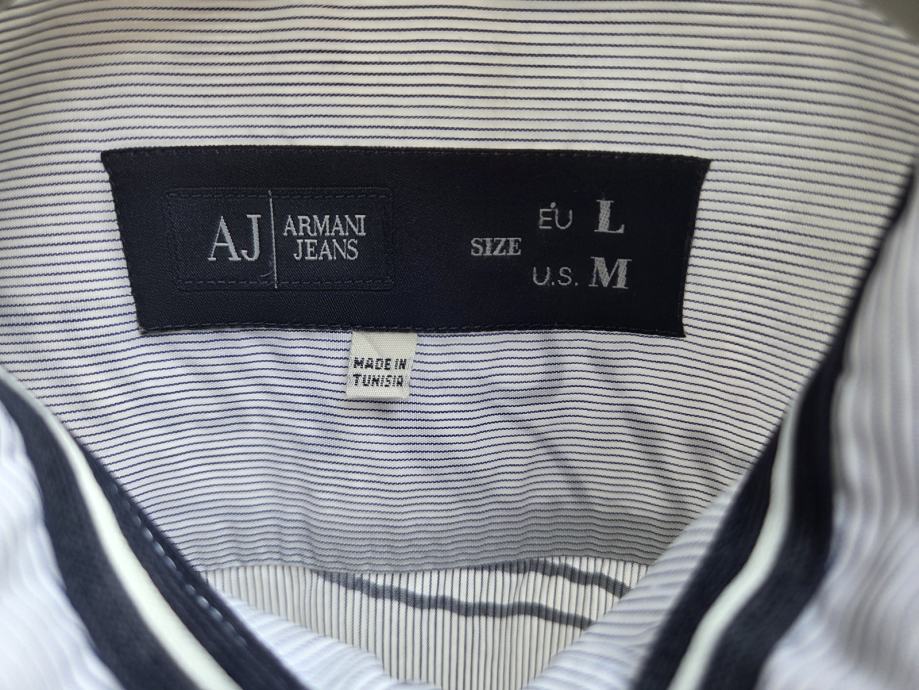 AJ ARMANI JEANS
SIZE
EU L
U.S. M
MADE IN
TUNISIA